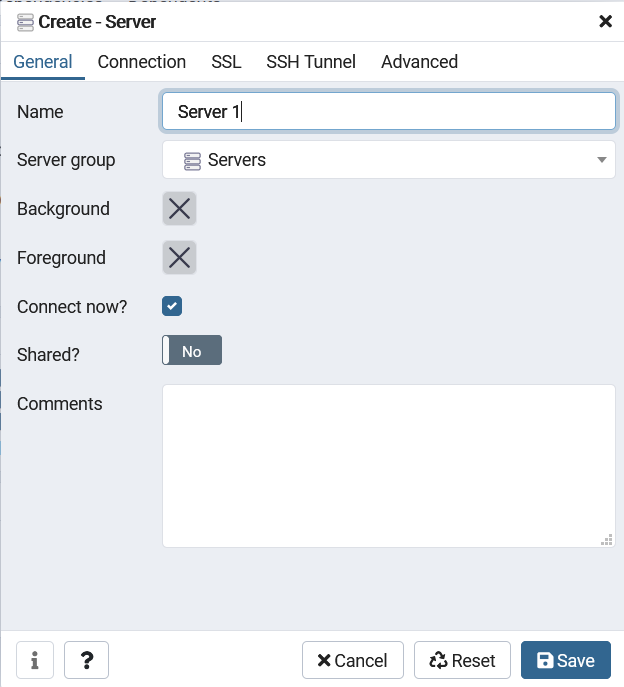 Create - Server
General Connection SSL SSH Tunnel Advanced
Name Server 1
Server group Servers
Background
Foreground
Connect now?
Shared? No
Comments
i ? Cancel Reset Save